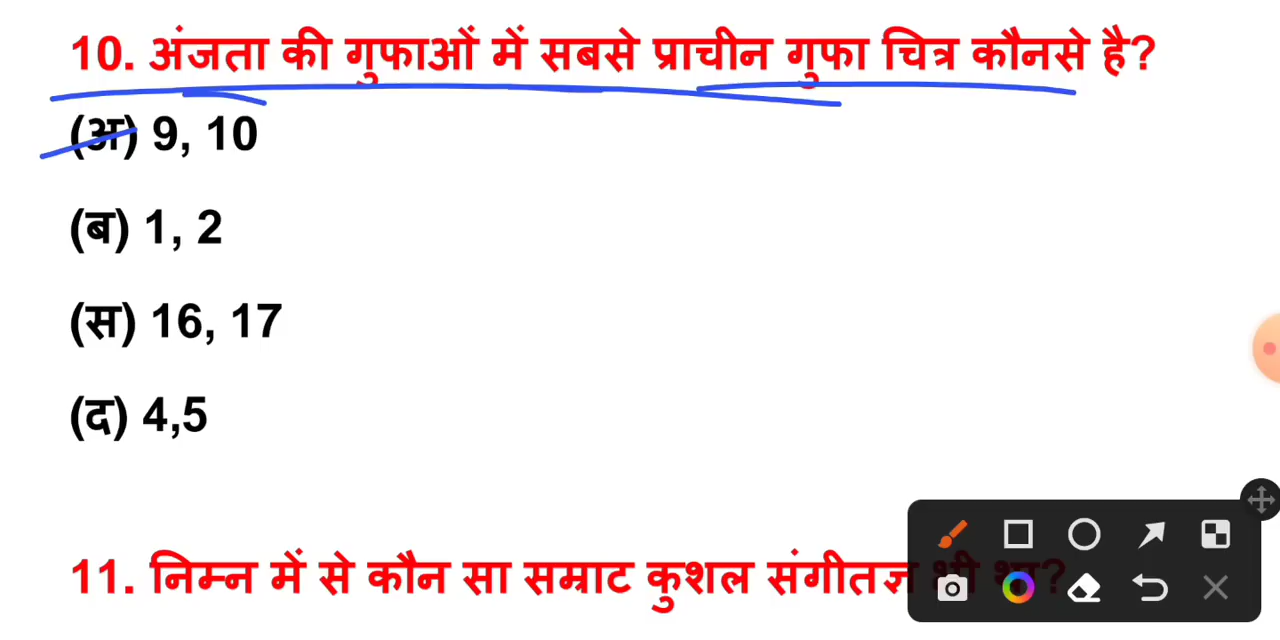 10. अंजता की गुफाओं में सबसे प्राचीन गुफा चित्र कौनसे है?
(अ) 9, 10
(ब) 1, 2
(स) 16, 17
(द) 4,5
11. निम्न में से कौन सा सम्राट कुशल संगीतज्ञ भी था?